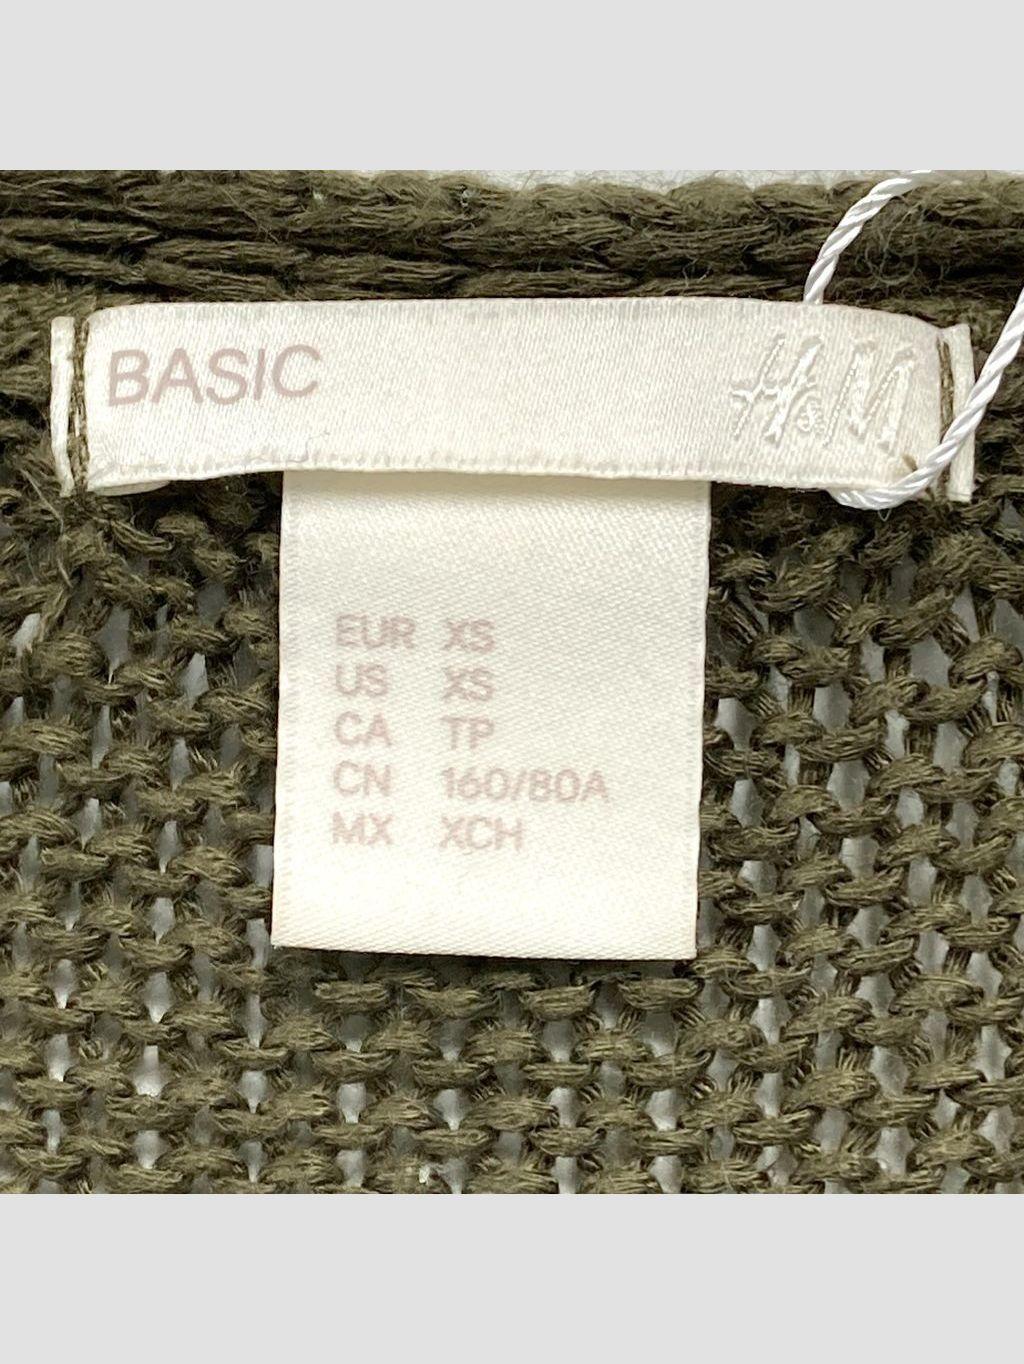 BASIC H&M
EUR XS
US XS
CA TP
CN 160/80A
MX XCH